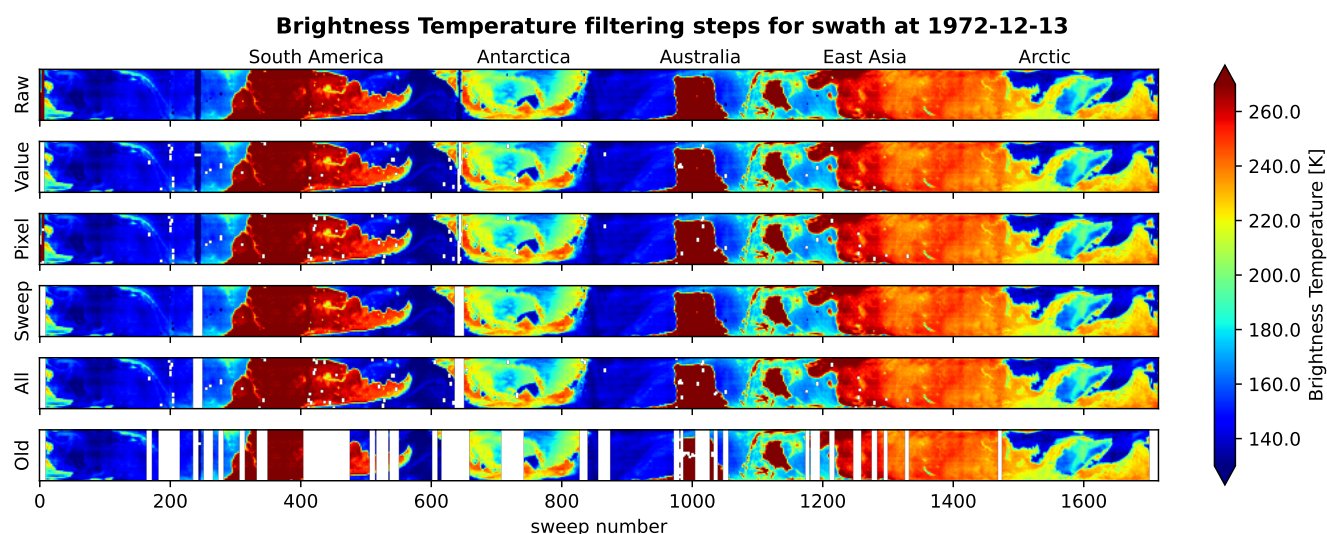 Brightness Temperature filtering steps for swath at 1972-12-13
South America Antarctica Australia East Asia Arctic
Raw
Value
Pixel
Sweep
All
Old
0 200 400 600 800 1000 1200 1400 1600
sweep number
260.0
240.0
220.0
200.0
180.0
160.0
140.0
Brightness Temperature [K]